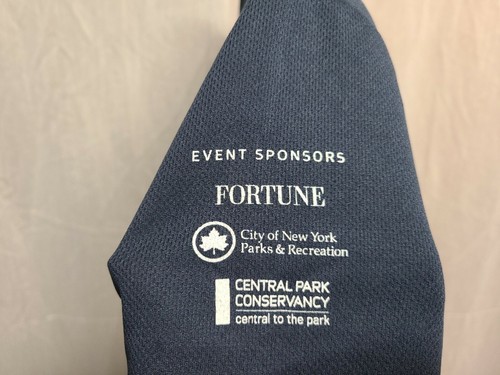 EVENT SPONSORS
FORTUNE
City of New York
Parks & Recreation
CENTRAL PARK
CONSERVANCY
central to the park